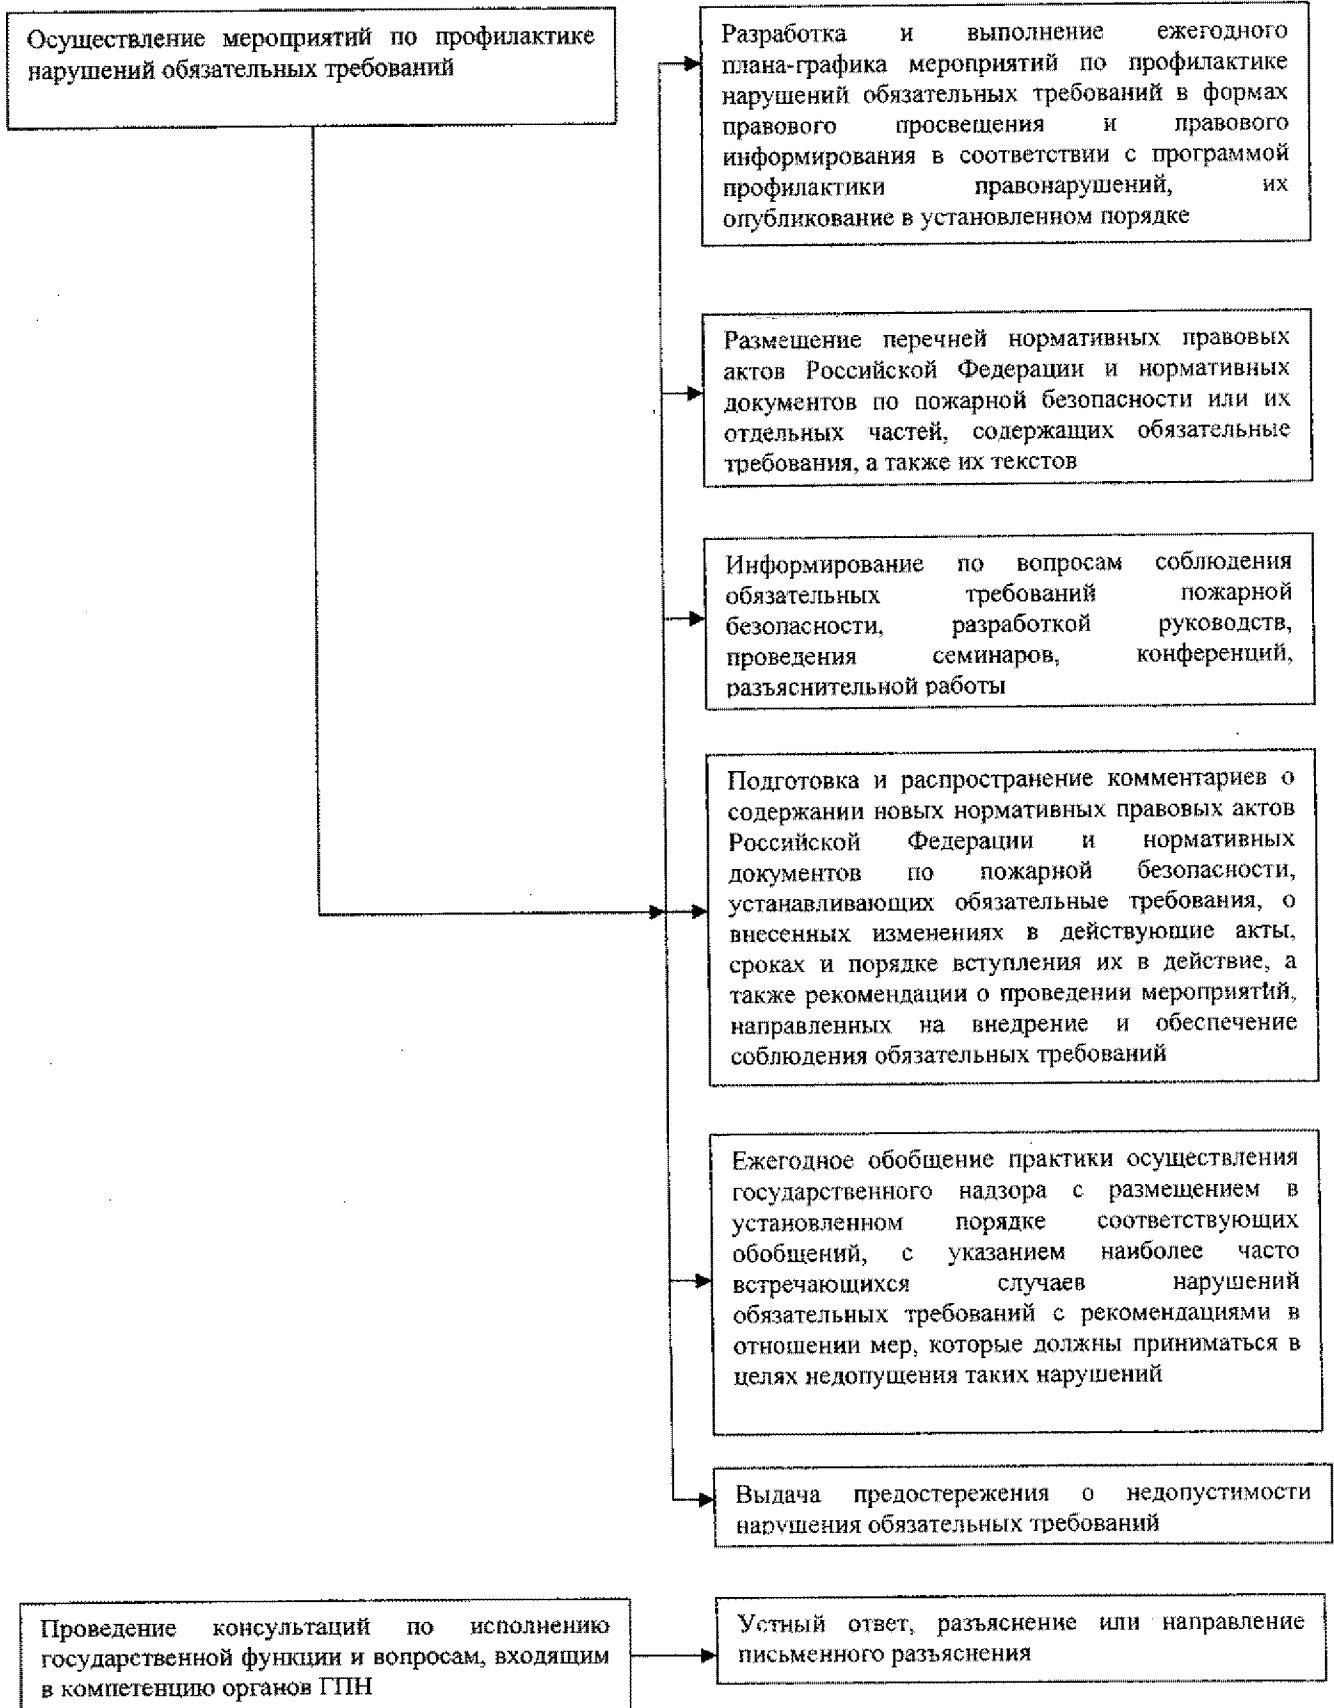 Осуществление мероприятий по профилактике
нарушений обязательных требований
Разработка и выполнение ежегодного
плана-графика мероприятий по профилактике
нарушений обязательных требований в формах
правового просвещения и правового
информирования в соответствии с программой
профилактики правонарушений, их
опубликование в установленном порядке
Размещение перечней нормативных правовых
актов Российской Федерации и нормативных
документов по пожарной безопасности или их
отдельных частей, содержащих обязательные
требования, а также их текстов
Информирование по вопросам соблюдения
обязательных требований пожарной
безопасности, разработкой руководств,
проведения семинаров, конференций,
разъяснительной работы
Подготовка и распространение комментариев о
содержании новых нормативных правовых актов
Российской Федерации и нормативных
документов по пожарной безопасности,
устанавливающих обязательные требования, о
внесенных изменениях в действующие акты,
сроках и порядке вступления их в действие, а
также рекомендации о проведении мероприятий,
направленных на внедрение и обеспечение
соблюдения обязательных требований
Ежегодное обобщение практики осуществления
государственного надзора с размещением в
установленном порядке соответствующих
обобщений, с указанием наиболее часто
встречающихся случаев нарушений
обязательных требований с рекомендациями в
отношении мер, которые должны приниматься в
целях недопущения таких нарушений
Выдача предостережения о недопустимости
нарушения обязательных требований
Проведение консультаций по исполнению
государственной функции и вопросам, входящим
в компетенцию органов ГПН
Устный ответ, разъяснение или направление
письменного разъяснения